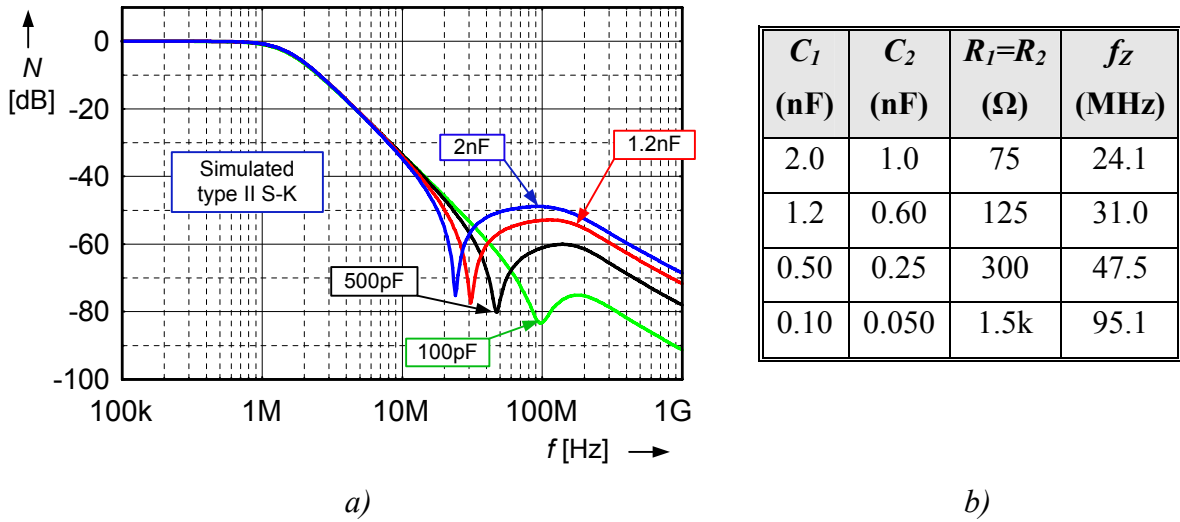 0
N
[dB]
-20
-40
-60
-80
-100
2nF
1.2nF
Simulated
type II S-K
500pF
100pF
100k 1M 10M 100M 1G
f [Hz]
a)
C1 C2 R1=R2 fZ
(nF) (nF) (Ω) (MHz)
2.0 1.0 75 24.1
1.2 0.60 125 31.0
0.50 0.25 300 47.5
0.10 0.050 1.5k 95.1
b)